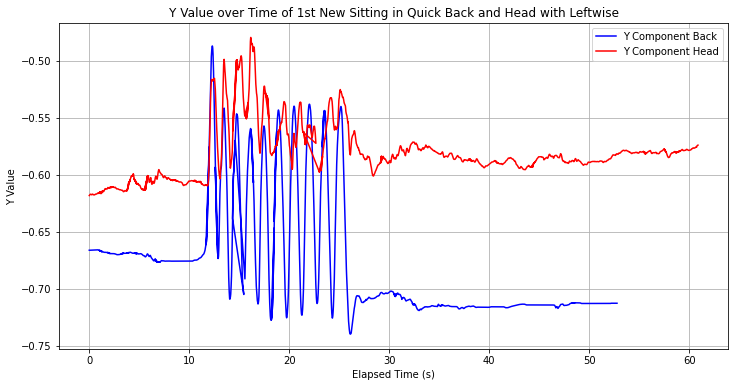 Y Value over Time of 1st New Sitting in Quick Back and Head with Leftwise
Y Component Back
Y Component Head
−0.50
−0.55
−0.60
−0.65
−0.70
−0.75
Y Value
0 10 20 30 40 50 60
Elapsed Time (s)